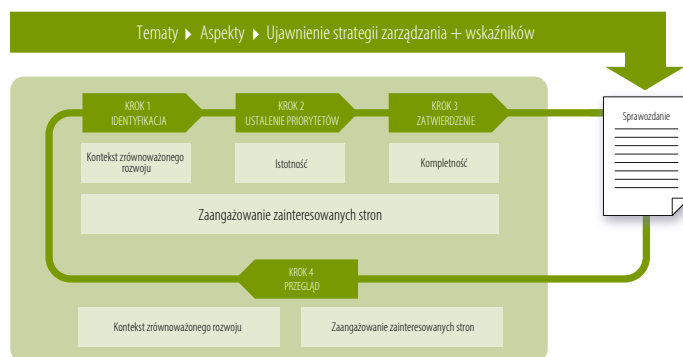 Tematy ▶ Aspekty ▶ Ujawnienie strategii zarządzania + wskaźników
Sprawozdanie
KROK 1
IDENTYFIKACJA
KROK 2
USTALENIE PRIORYTETÓW
KROK 3
ZATWIERDZENIE
Kontekst zrównoważonego
rozwoju
Istotność
Kompletność
Zaangażowanie zainteresowanych stron
KROK 4
PRZEGLĄD
Kontekst zrównoważonego rozwoju
Zaangażowanie zainteresowanych stron